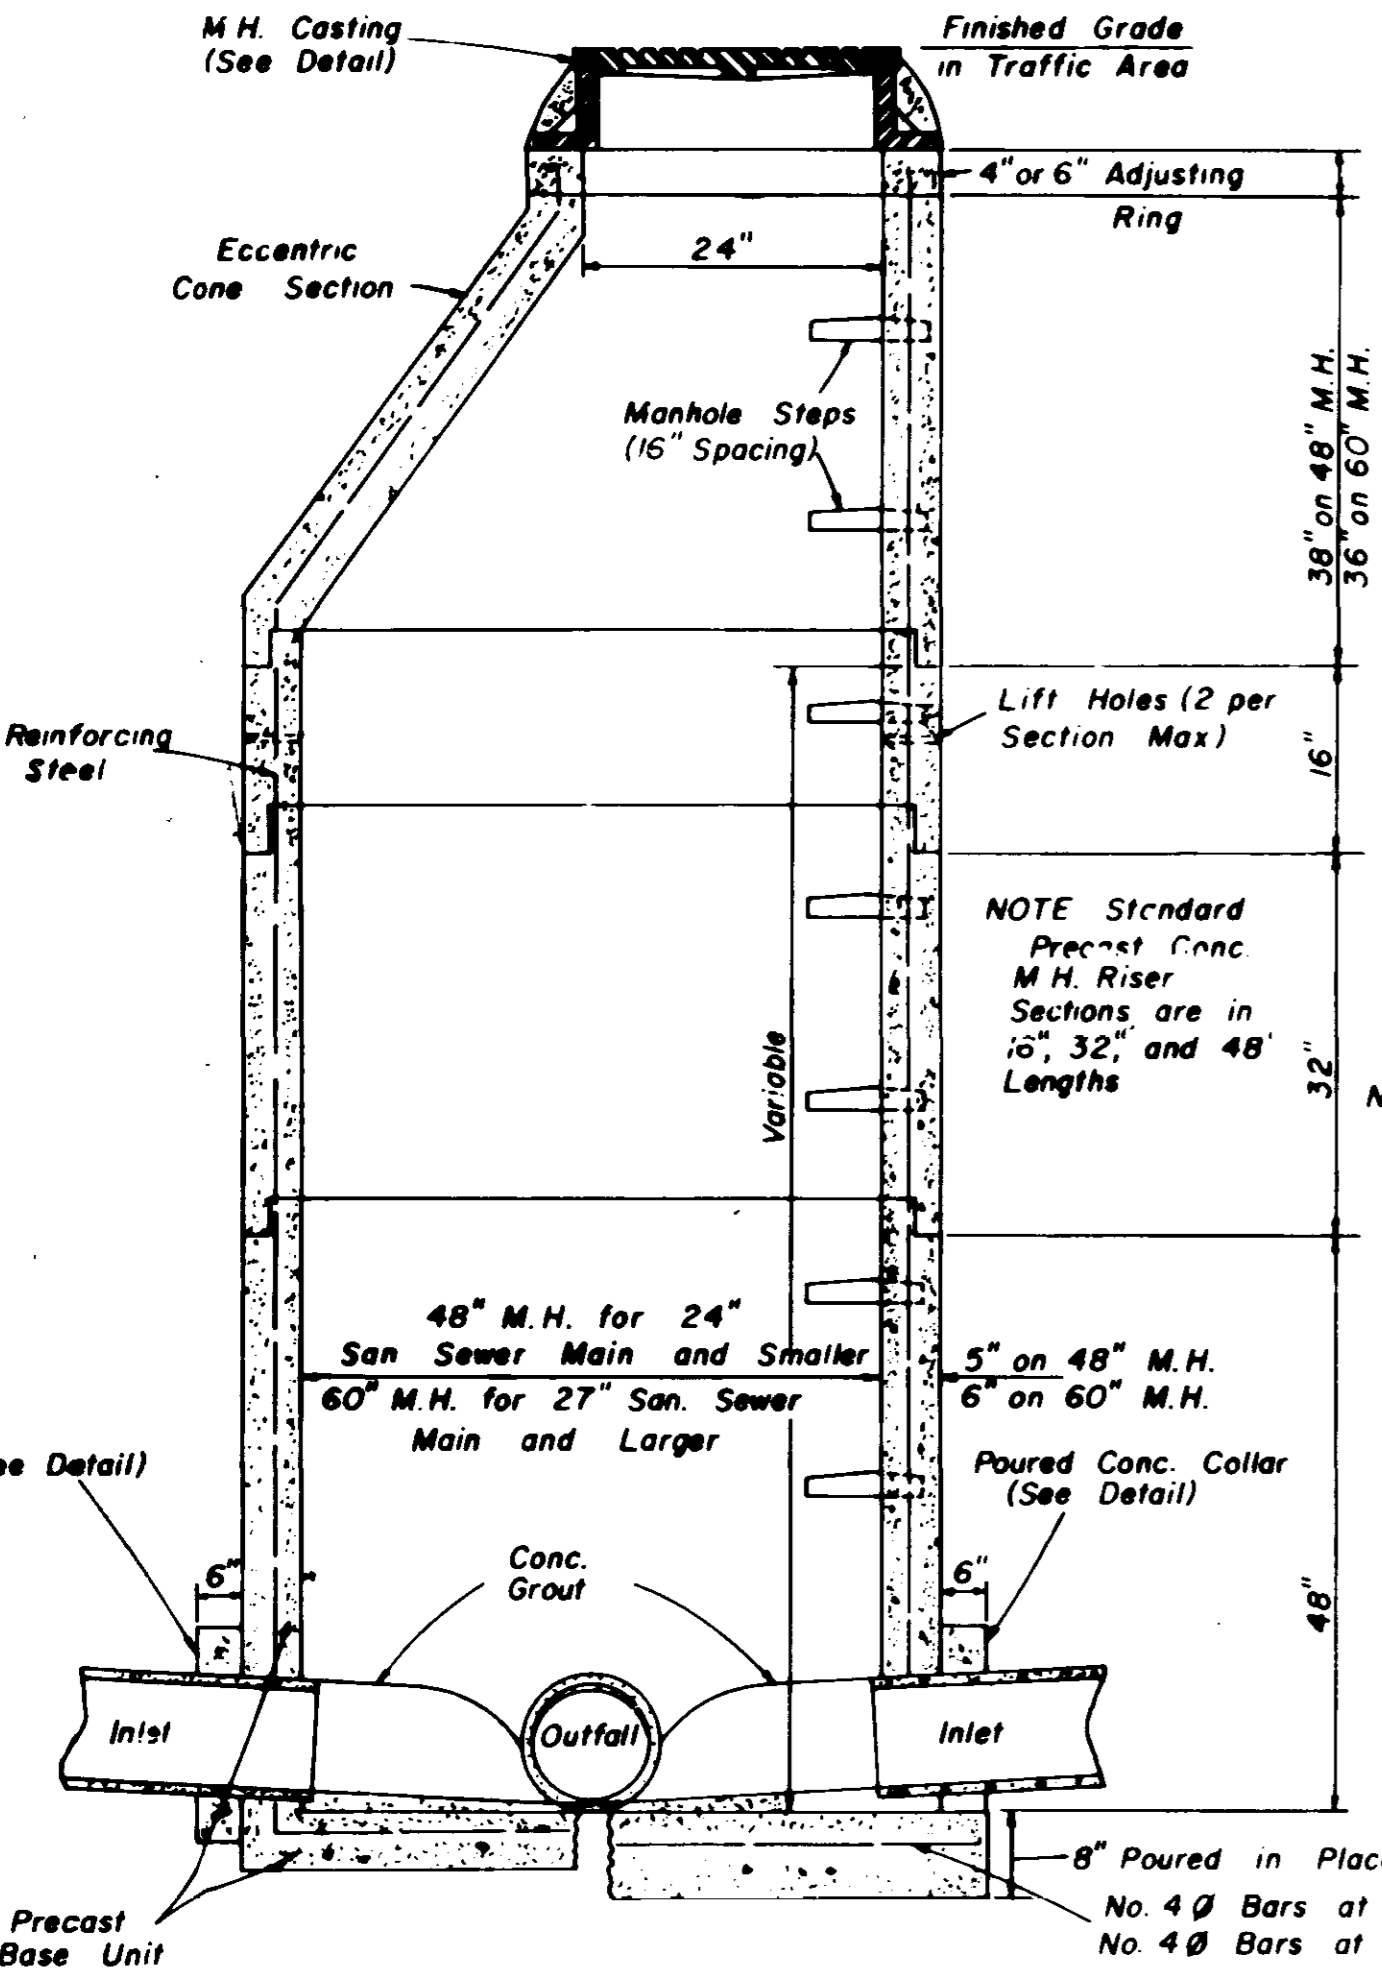 M H. Casting
(See Detail)
Finished Grade
in Traffic Area
4" or 6" Adjusting
Ring
Eccentric
Cone Section
24"
Manhole Steps
(16" Spacing)
38" on 48" M.H.
36" on 60" M.H.
Reinforcing
Steel
Lift Holes (2 per
Section Max)
16"
NOTE Standard
Precast Conc.
M H. Riser
Sections are in
16", 32," and 48'
Lengths
Variable
32"
N
48" M.H. for 24"
San Sewer Main and Smaller
60" M.H. for 27" San. Sewer
Main and Larger
5" on 48" M.H.
6" on 60" M.H.
ee Detail)
Poured Conc. Collar
(See Detail)
6"
Conc.
Grout
6"
48"
Inlet
Outfall
Inlet
8" Poured in Plac
No. 4 Ø Bars at
No. 4 Ø Bars at
Precast
Base Unit